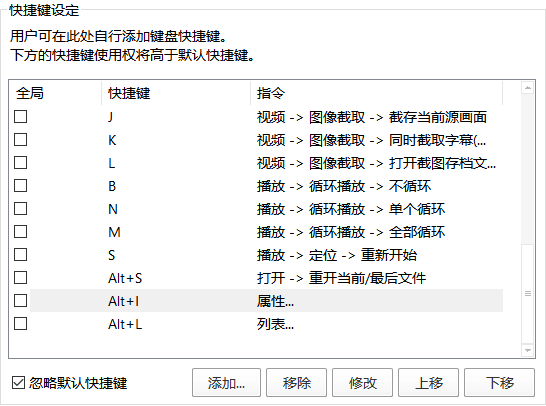 快捷键设定
用户可在此处自行添加键盘快捷键。
下方的快捷键使用权将高于默认快捷键。
全局 快捷键 指令
J 视频 -> 图像截取 -> 截存当前源画面
K 视频 -> 图像截取 -> 同时截取字幕(...
L 视频 -> 图像截取 -> 打开截图存档文...
B 播放 -> 循环播放 -> 不循环
N 播放 -> 循环播放 -> 单个循环
M 播放 -> 循环播放 -> 全部循环
S 播放 -> 定位 -> 重新开始
Alt+S 打开 -> 重开当前/最后文件
Alt+I 属性...
Alt+L 列表...
忽略默认快捷键 添加... 移除 修改 上移 下移